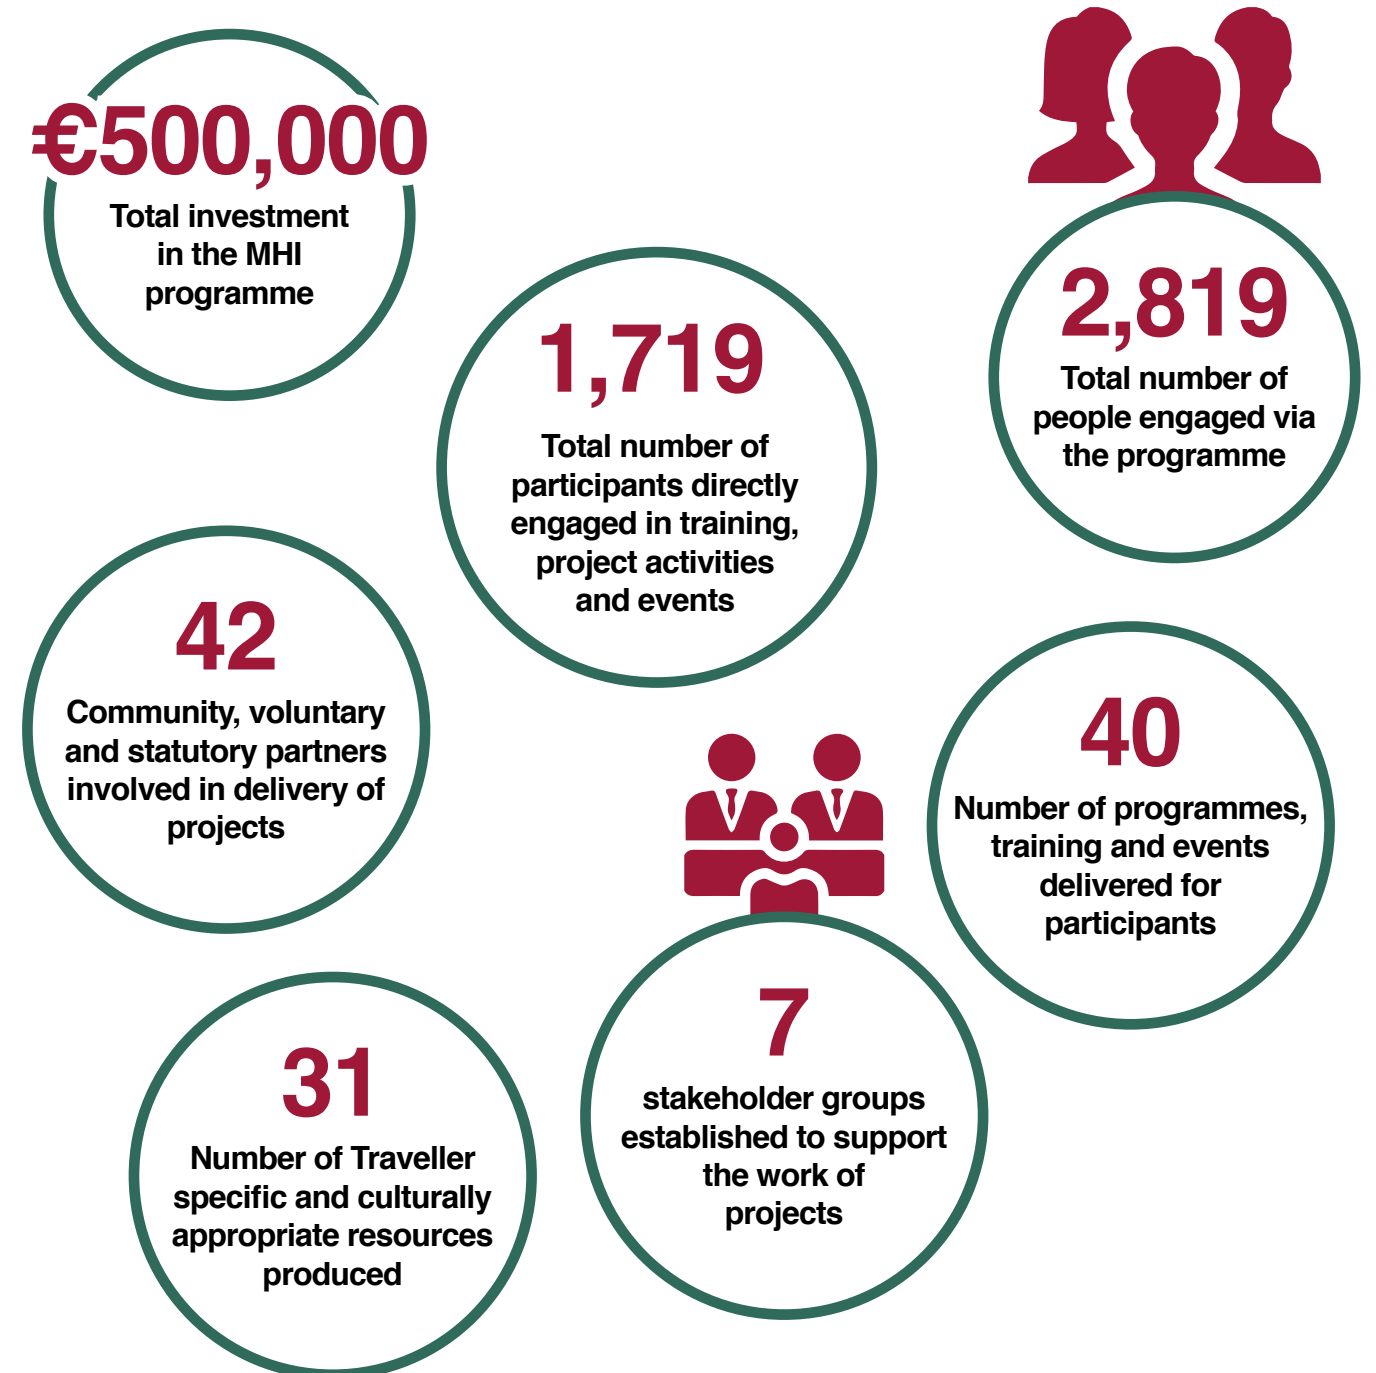 €500,000
Total investment
in the MHI
programme
2,819
Total number of
people engaged via
the programme
1,719
Total number of
participants directly
engaged in training,
project activities
and events
42
Community, voluntary
and statutory partners
involved in delivery of
projects
40
Number of programmes,
training and events
delivered for
participants
7
stakeholder groups
established to support
the work of
projects
31
Number of Traveller
specific and culturally
appropriate resources
produced